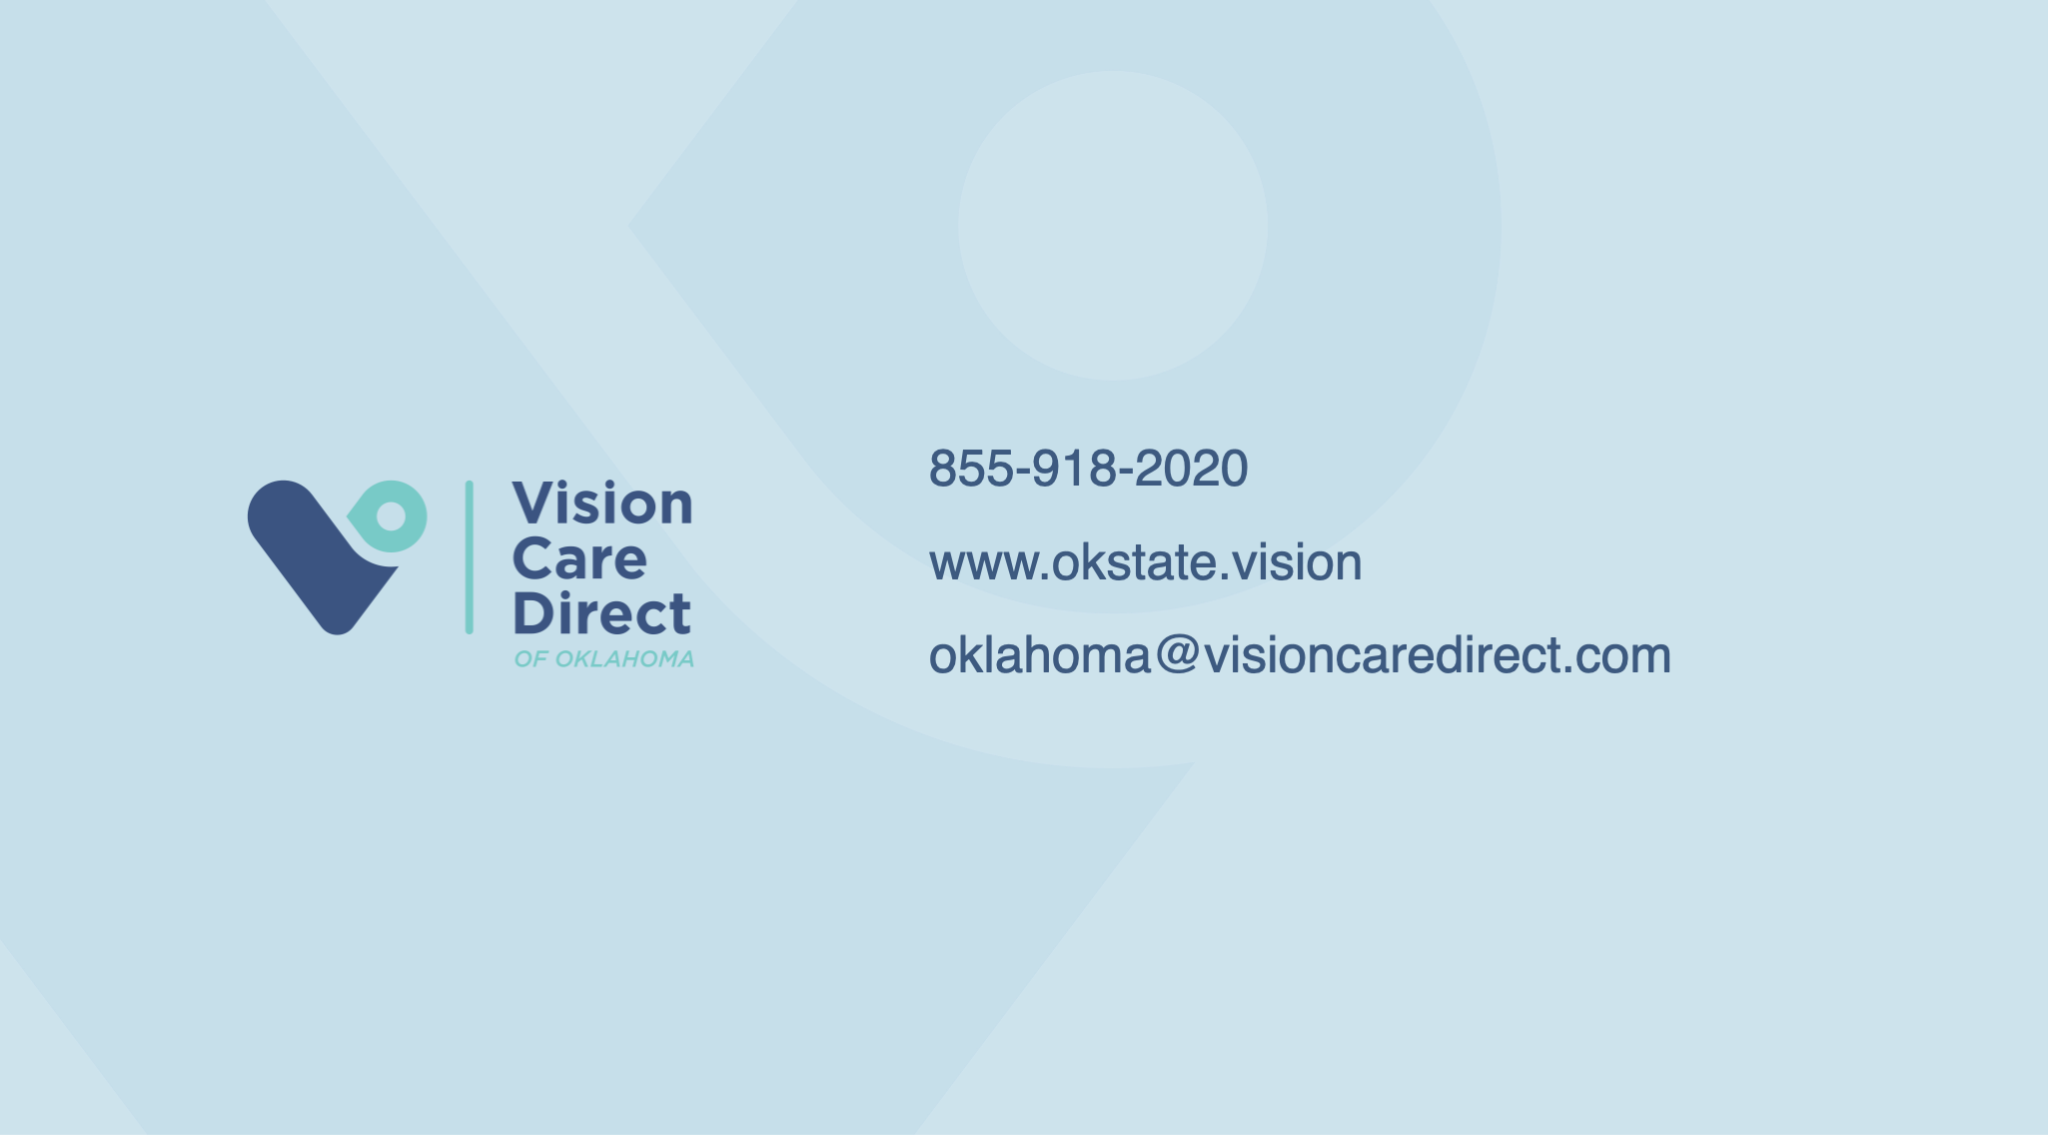 Vision
Care
Direct
OF OKLAHOMA
855-918-2020
www.okstate.vision
oklahoma@visioncaredirect.com